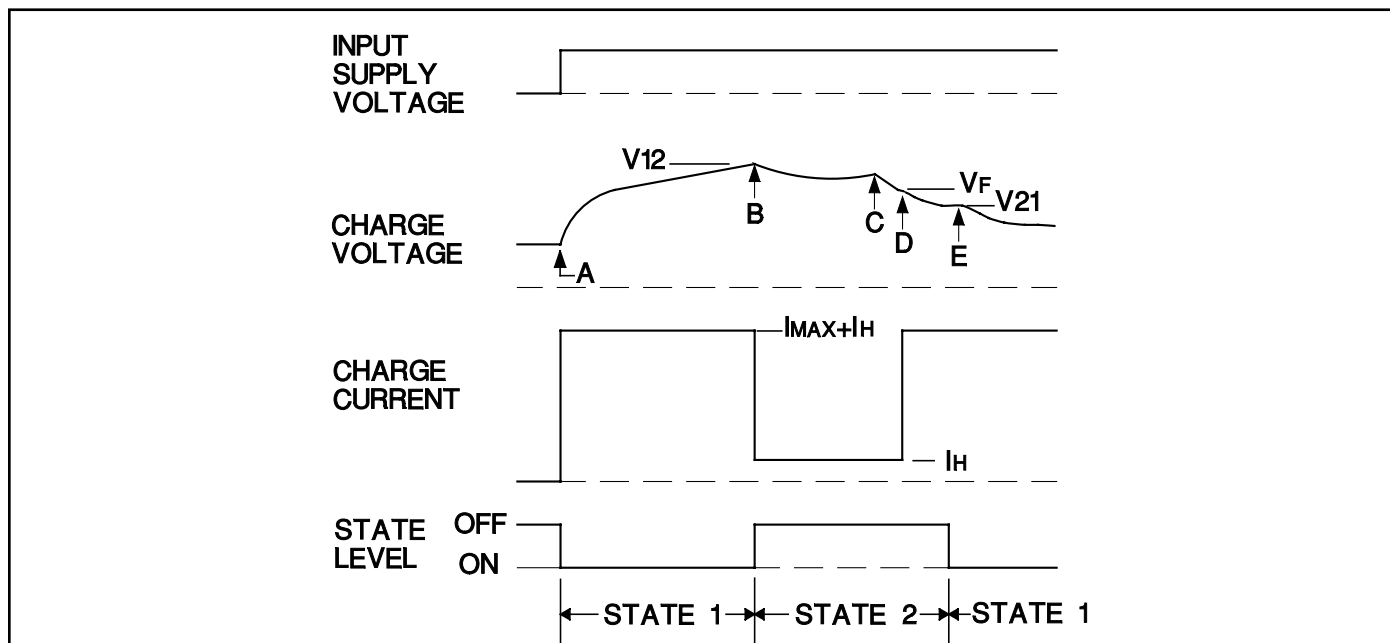 INPUT
SUPPLY
VOLTAGE
V12
VF
V21
B
C
D
E
CHARGE
VOLTAGE
A
IMAX+IH
CHARGE
CURRENT
IH
STATE
LEVEL
OFF
ON
STATE 1
STATE 2
STATE 1